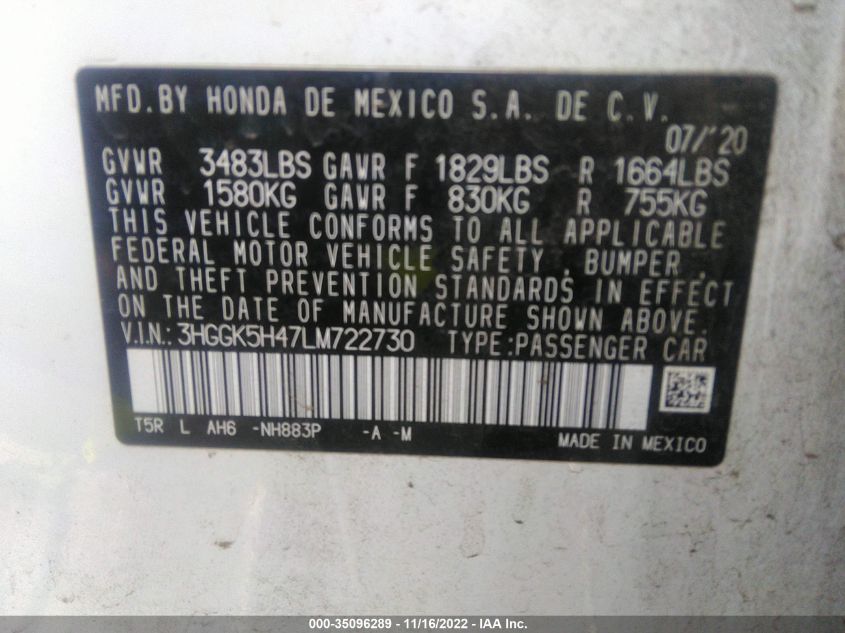 MFD. BY HONDA DE MEXICO S.A. DE C.V.
07/'20
GVWR 3483LBS GAWR F 1829LBS R 1664LBS
GVWR 1580KG GAWR F 830KG R 755KG
THIS VEHICLE CONFORMS TO ALL APPLICABLE
FEDERAL MOTOR VEHICLE SAFETY, BUMPER,
AND THEFT PREVENTION STANDARDS IN EFFECT
ON THE DATE OF MANUFACTURE SHOWN ABOVE.
V.I.N.: 3HGGK5H47LM722730 TYPE: PASSENGER CAR
T5R L AH6 -NH883P -A -M
MADE IN MEXICO
000-35096289 - 11/16/2022 - IAA Inc.